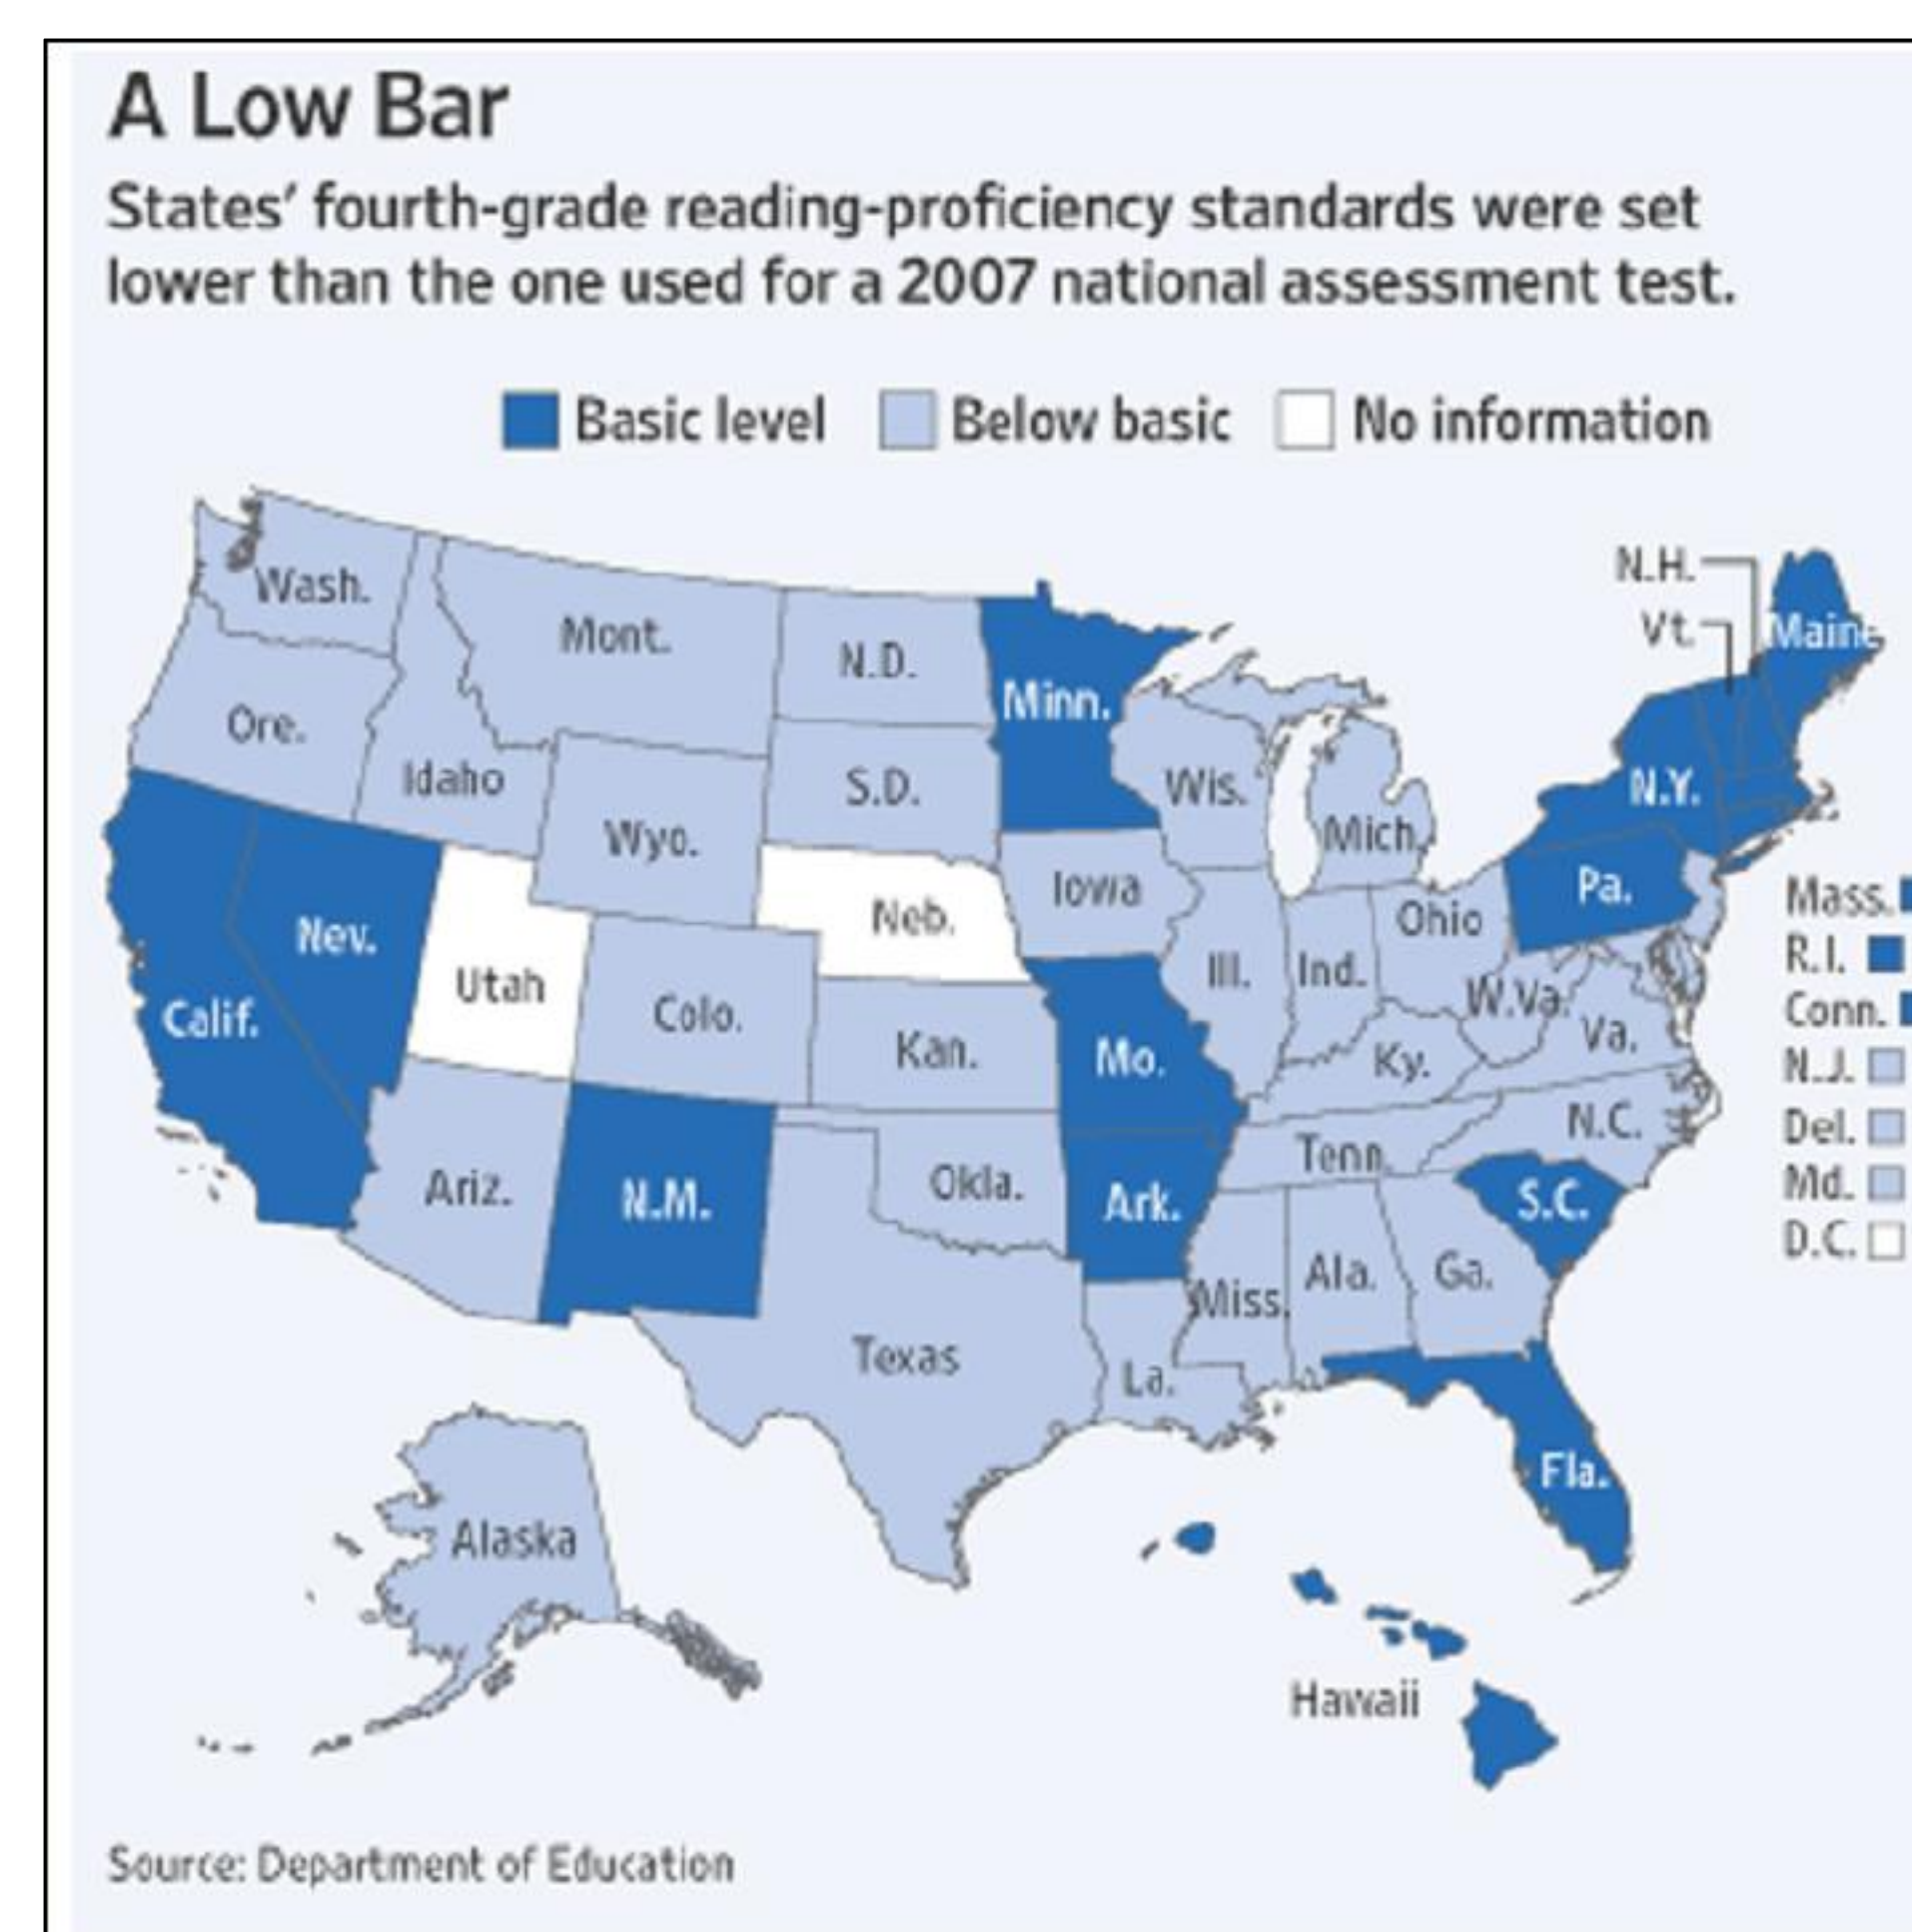 A Low Bar
States’ fourth-grade reading-proficiency standards were set
lower than the one used for a 2007 national assessment test.
Basic level Below basic No information
N.H.
Vt.
Maine
Wash.
Mont.
N.D.
Minn.
Ore.
Idaho
S.D.
Wis.
N.Y.
Wyo.
Mich.
Iowa
Pa.
Mass.
Neb.
Ohio
Nev.
R.I.
Utah
Ill.
Ind.
W.Va.
Conn.
Calif.
Colo.
Va.
Kan.
Mo.
Ky.
N.J.
N.C.
Del.
Tenn.
Ariz.
N.M.
Okla.
Ark.
S.C.
Md.
D.C.
Miss.
Ala.
Ga.
Texas
La.
Fla.
Alaska
Hawaii
Source: Department of Education